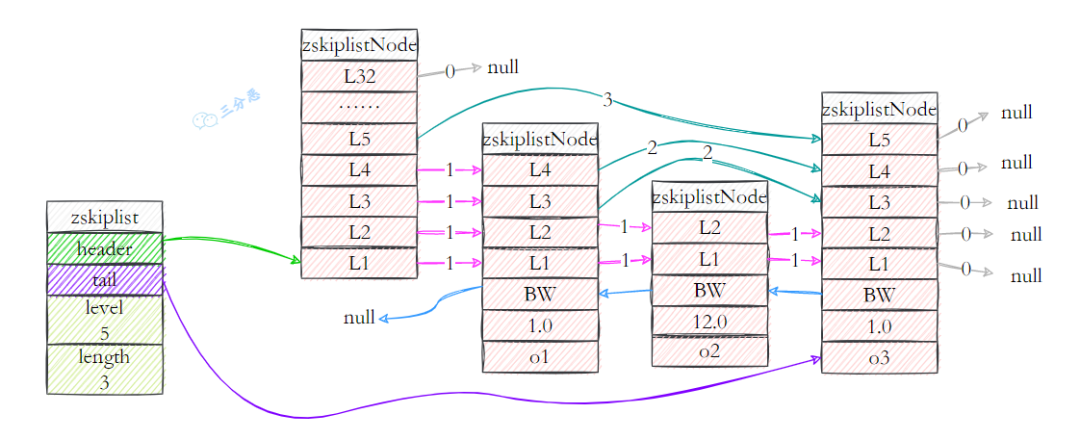 zskiplist
header
tail
level
5
length
3
三分恶
zskiplistNode
L32
……
L5
L4
L3
L2
L1
0
null
3
1
1
1
1
null
zskiplistNode
L4
L3
L2
L1
BW
1.0
o1
2
2
1
1
zskiplistNode
L2
L1
BW
12.0
o2
1
1
zskiplistNode
L5
L4
L3
L2
L1
BW
1.0
o3
0
null
0
null
0
null
0
null
0
null